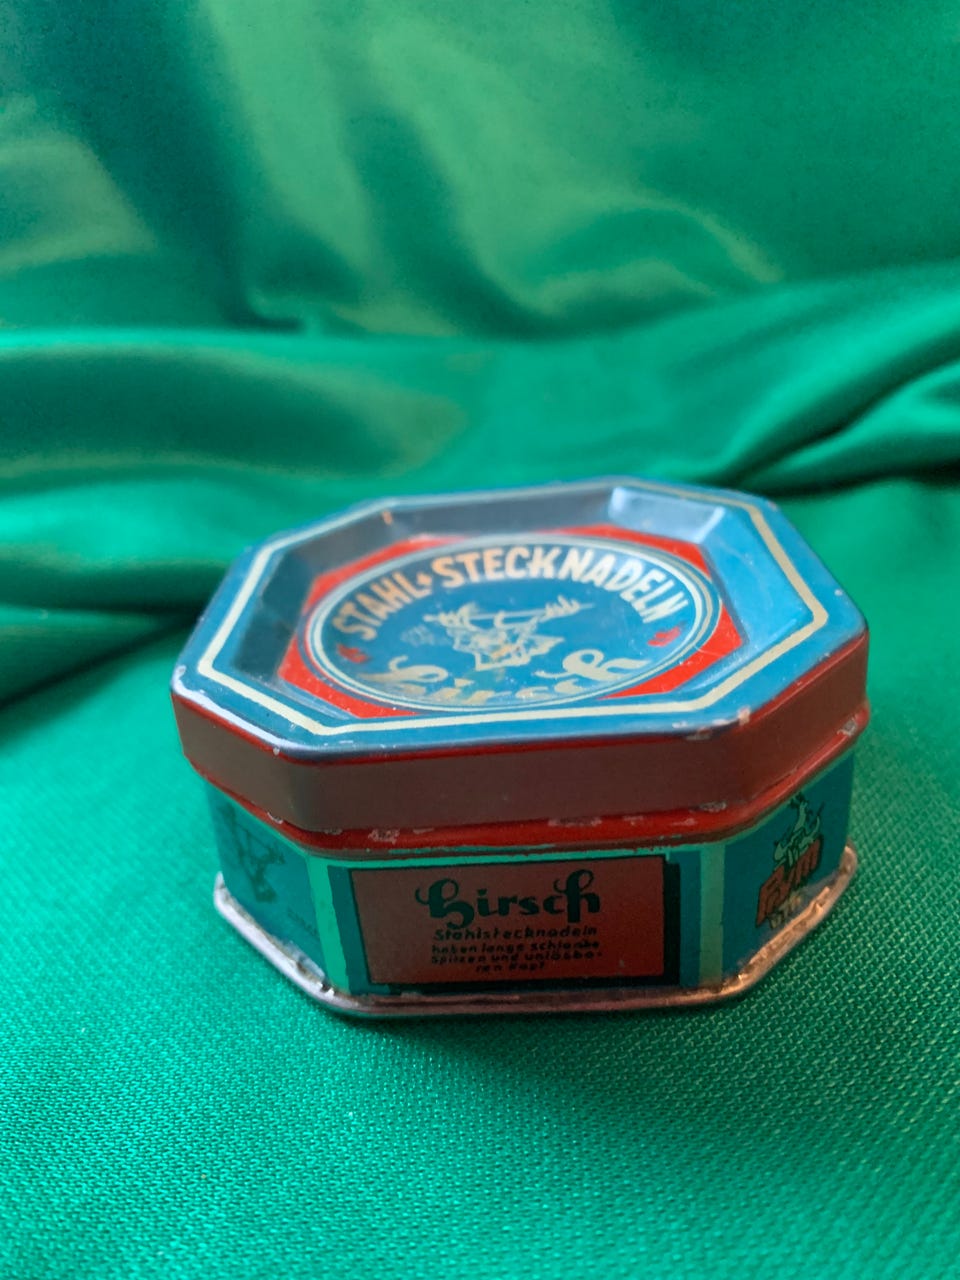 STAHL-STECKNADELN
Hirsch
Hirsch
Stahlstecknadeln
haben lange schlanke
Spitzen und unlösba-
ren Kopf